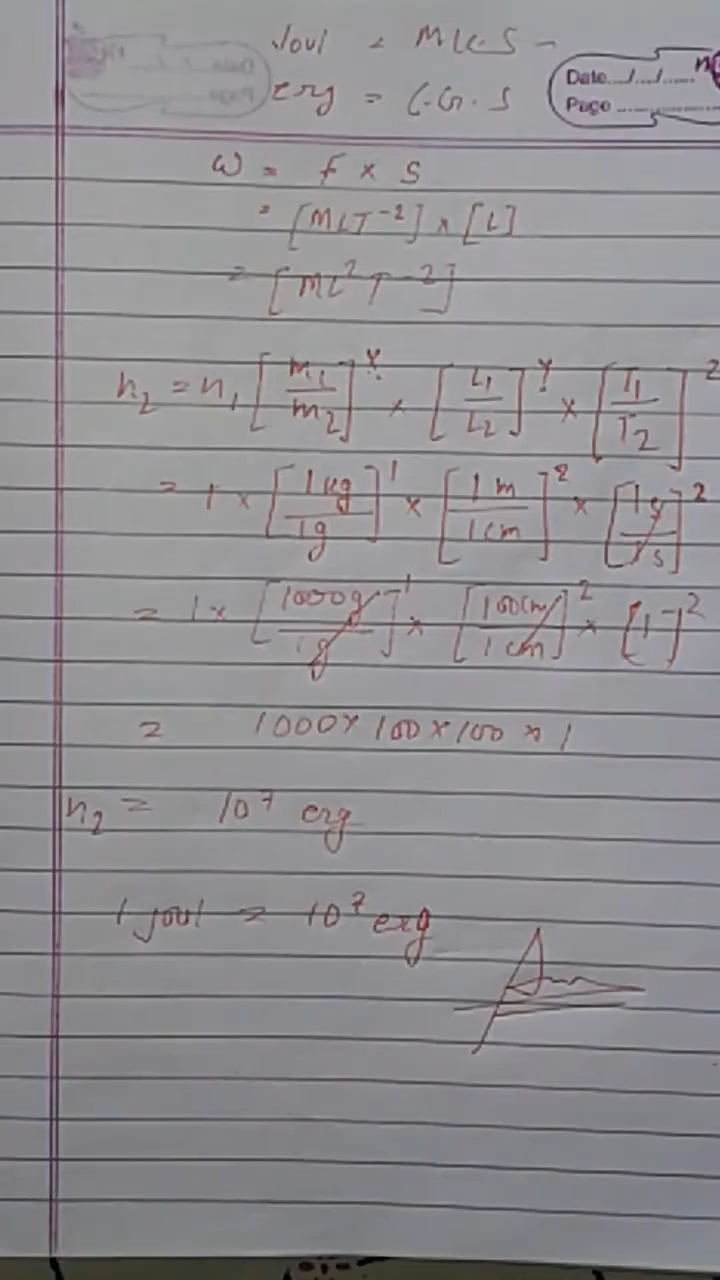 Joul = M K S -
erg = C.G.S
Date.../.../......
Page ..................
W = F × S
= [MLT⁻²] × [L]
= [ML²T⁻²]
n₂ = n₁ [M₁/M₂]ˣ × [L₁/L₂]ʸ × [T₁/T₂]ᶻ
= 1 × [1kg/1g]¹ × [1m/1cm]² × [1s/1s]²
= 1 × [1000g/1g]¹ × [100cm/1cm]² × [1]²
= 1000 × 100 × 100 × 1
n₂ = 10⁷ erg
1 joul = 10⁷ erg